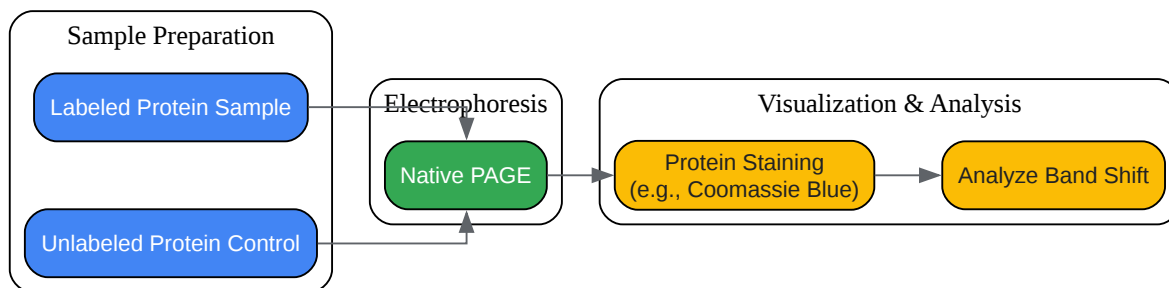 Sample Preparation
Labeled Protein Sample
Unlabeled Protein Control
Electrophoresis
Native PAGE
Visualization & Analysis
Protein Staining
(e.g., Coomassie Blue)
Analyze Band Shift